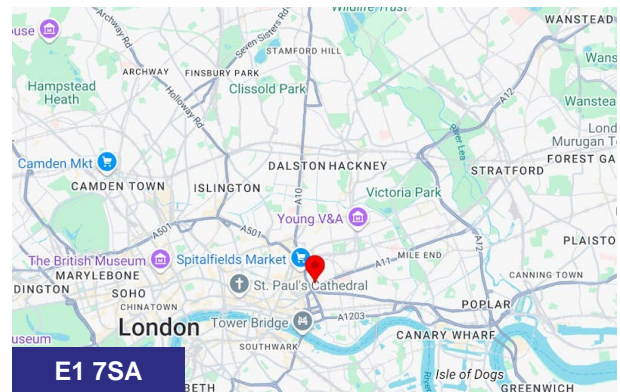 Wildlife Trust
WANSTEAD
ouse
Archway Rd
Seven Sisters Rd
STAMFORD HILL
A12
ARCHWAY
FINSBURY PARK
Wans
Hampstead
Heath
Clissold Park
Holloway Rd
Wanstea
River Lea
Lond
Murugan To
Camden Mkt
DALSTON
HACKNEY
FOREST GA
STRATFORD
CAMDEN TOWN
ISLINGTON
A10
Victoria Park
Young V&A
A12
A501
A501
PLAISTO
The British Museum
Spitalfields Market
A11
MILE END
MARYLEBONE
CANNING TOWN
DINGTON
SOHO
St. Paul's Cathedral
CHINATOWN
POPLAR
London
Tower Bridge
A1203
useum
SOUTHWARK
CANARY WHARF
E1 7SA
BETH
Isle of Dogs
GREENWICH